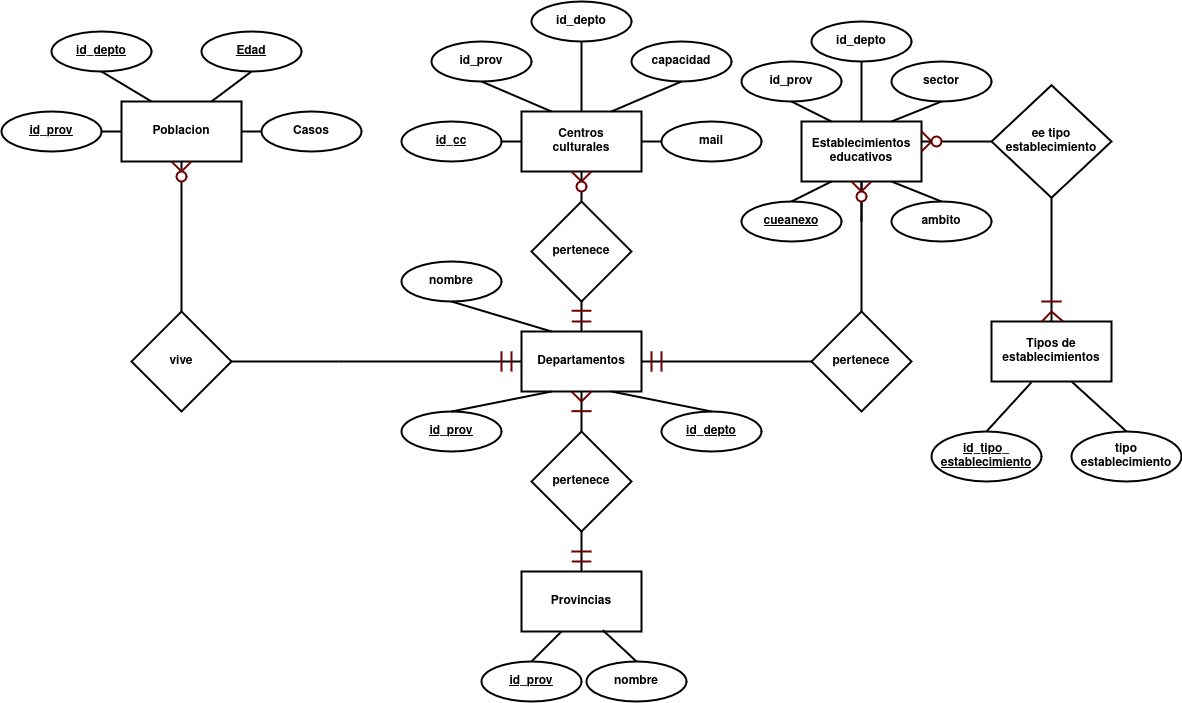 id_depto
Edad
id_prov
Poblacion
Casos
id_depto
id_prov
capacidad
id_cc
Centros
culturales
mail
id_depto
id_prov
sector
Establecimientos
educativos
cueanexo
ambito
ee tipo
establecimiento
pertenece
nombre
vive
Departamentos
pertenece
Tipos de
establecimientos
id_prov
id_depto
id_tipo_
establecimiento
tipo
establecimiento
pertenece
Provincias
id_prov
nombre